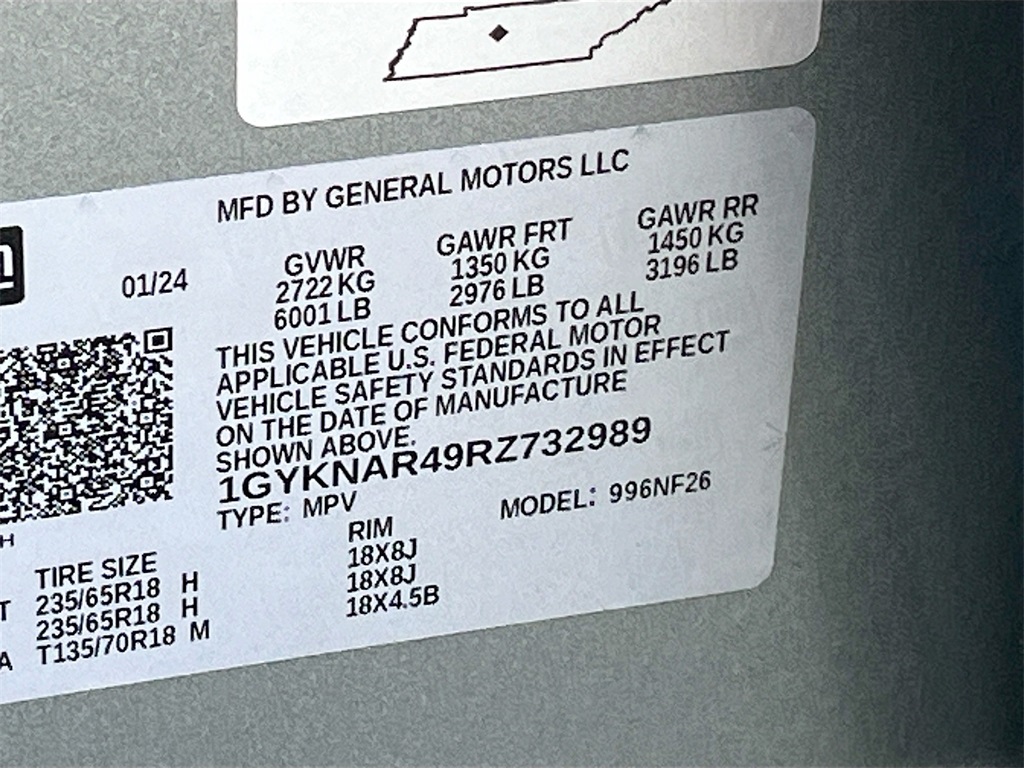 MFD BY GENERAL MOTORS LLC
01/24
GVWR
2722 KG
6001 LB
GAWR FRT
1350 KG
2976 LB
GAWR RR
1450 KG
3196 LB
THIS VEHICLE CONFORMS TO ALL
APPLICABLE U.S. FEDERAL MOTOR
VEHICLE SAFETY STANDARDS IN EFFECT
ON THE DATE OF MANUFACTURE
SHOWN ABOVE.
1GYKNAR49RZ732989
TYPE: MPV MODEL: 996NF26
TIRE SIZE RIM
235/65R18 H 18X8J
235/65R18 H 18X8J
T135/70R18 M 18X4.5B